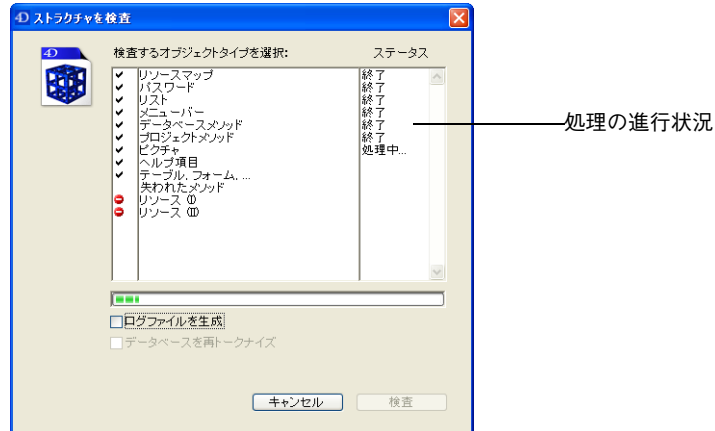 4D ストラクチャを検査
4D
検査するオブジェクトタイプを選択: ステータス
リソースマップ 終了
パスワード 終了
リスト 終了
メニューバー 終了
データベースメソッド 終了
プロジェクトメソッド 終了
ピクチャ 処理中...
ヘルプ項目
テーブル, フォーム, ...
失われたメソッド
リソース (I)
リソース (II)
処理の進行状況
ログファイルを生成
データベースを再トークナイズ
キャンセル 検査